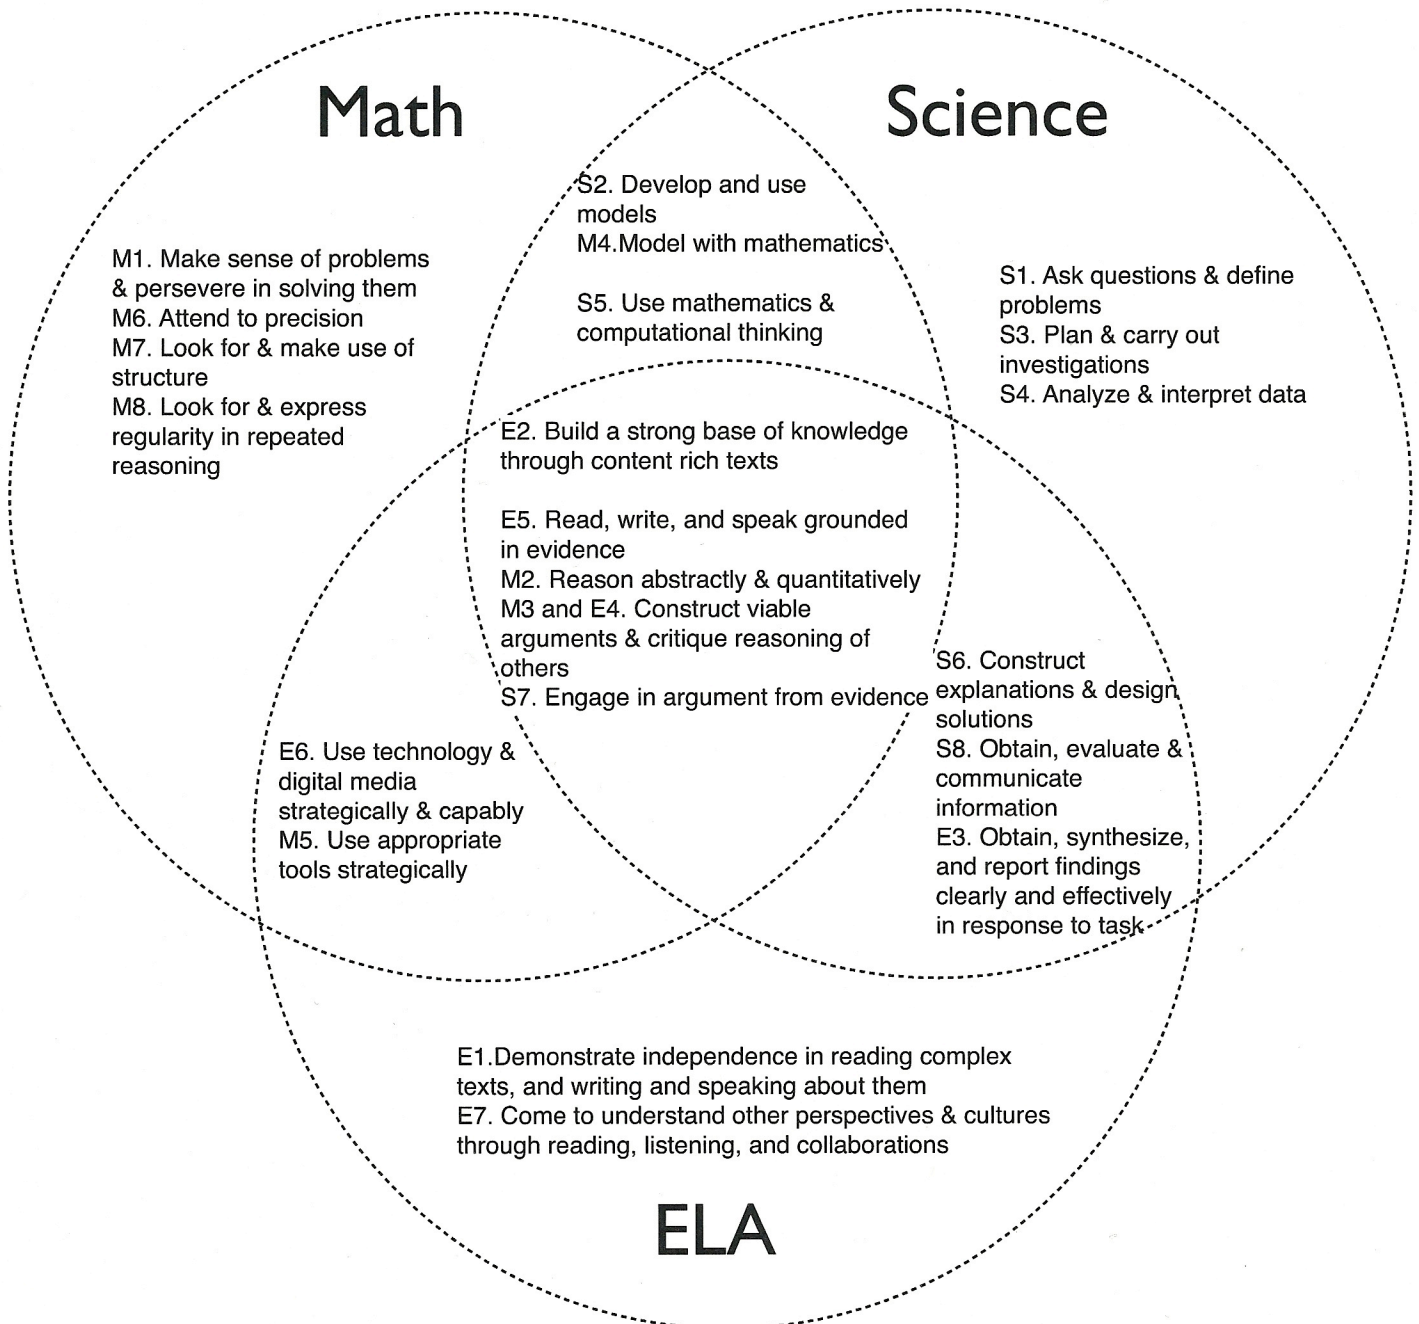 Math
Science
S2. Develop and use
models
M4.Model with mathematics
S5. Use mathematics &
computational thinking
M1. Make sense of problems
& persevere in solving them
M6. Attend to precision
M7. Look for & make use of
structure
M8. Look for & express
regularity in repeated
reasoning
S1. Ask questions & define
problems
S3. Plan & carry out
investigations
S4. Analyze & interpret data
E2. Build a strong base of knowledge
through content rich texts
E5. Read, write, and speak grounded
in evidence
M2. Reason abstractly & quantitatively
M3 and E4. Construct viable
arguments & critique reasoning of
others
S7. Engage in argument from evidence
S6. Construct
explanations & design
solutions
S8. Obtain, evaluate &
communicate
information
E3. Obtain, synthesize,
and report findings
clearly and effectively
in response to task
E6. Use technology &
digital media
strategically & capably
M5. Use appropriate
tools strategically
E1.Demonstrate independence in reading complex
texts, and writing and speaking about them
E7. Come to understand other perspectives & cultures
through reading, listening, and collaborations
ELA